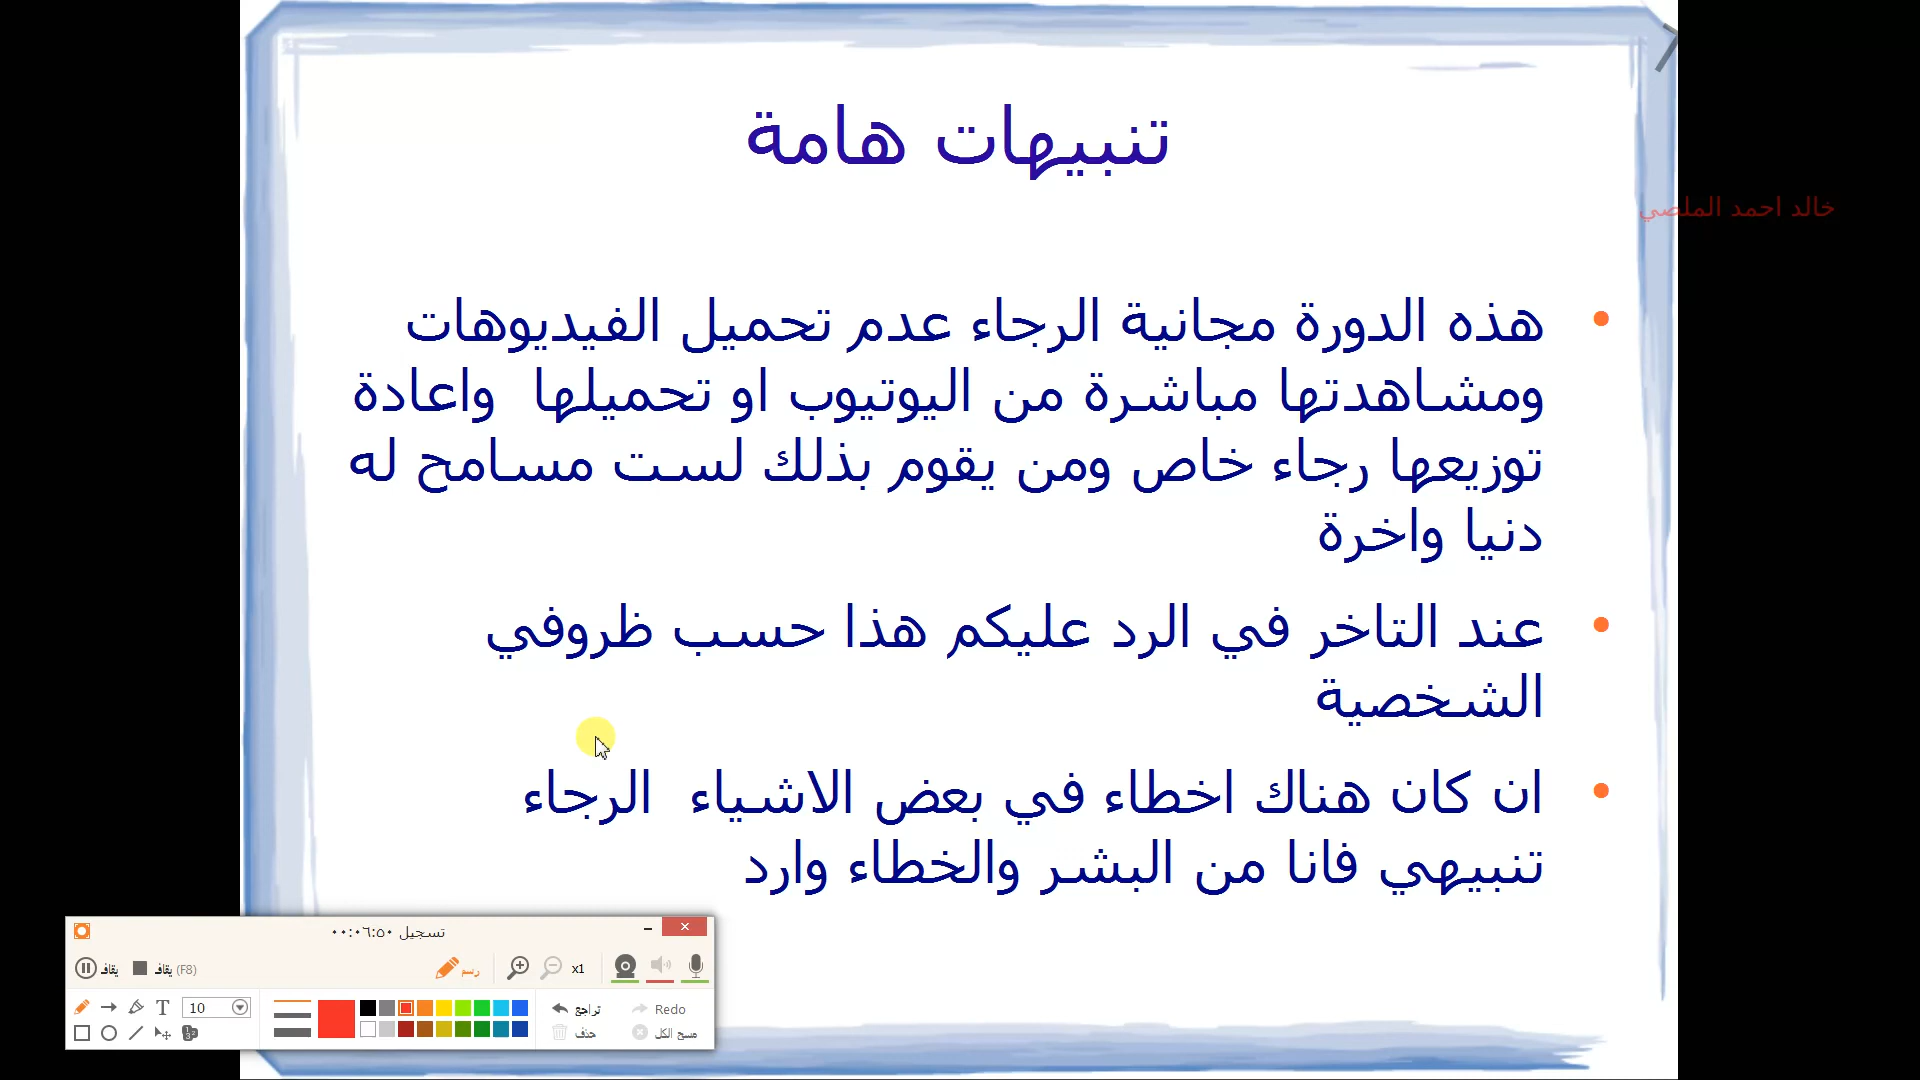 تنبيهات هامة
خالد احمد الملصي
هذه الدورة مجانية الرجاء عدم تحميل الفيديوهات
ومشاهدتها مباشرة من اليوتيوب او تحميلها واعادة
توزيعها رجاء خاص ومن يقوم بذلك لست مسامح له
دنيا واخرة
عند التاخر في الرد عليكم هذا حسب ظروفي
الشخصية
ان كان هناك اخطاء في بعض الاشياء الرجاء
تنبيهي فانا من البشر والخطاء وارد
تسجيل ٠٠:٠٦:٥٠
يقاف
يقاف (F8)
رسم
x1
T
10
تراجع
Redo
حذف
مسح الكل